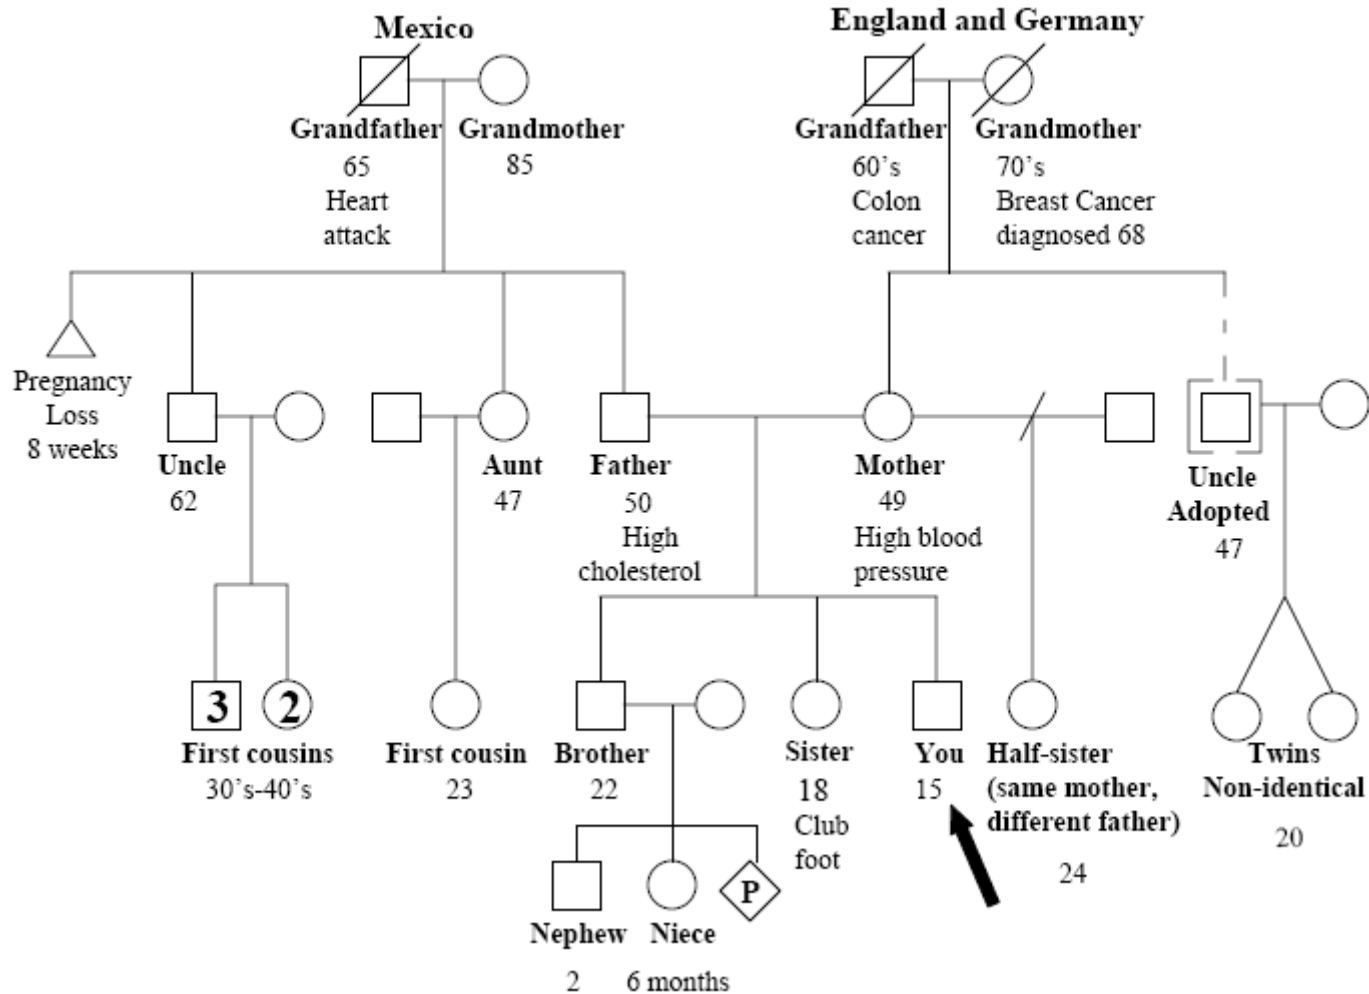 Mexico
England and Germany
Grandfather
Grandmother
65
Heart
attack
85
Grandfather
Grandmother
60's
Colon
cancer
70's
Breast Cancer
diagnosed 68
Pregnancy
Loss
8 weeks
Uncle
62
Aunt
47
Father
50
High
cholesterol
Mother
49
High blood
pressure
Uncle
Adopted
47
3
2
First cousins
30's-40's
First cousin
23
Brother
22
Sister
18
Club
foot
You
15
Half-sister
(same mother,
different father)
24
Twins
Non-identical
20
P
Nephew
2
Niece
6 months